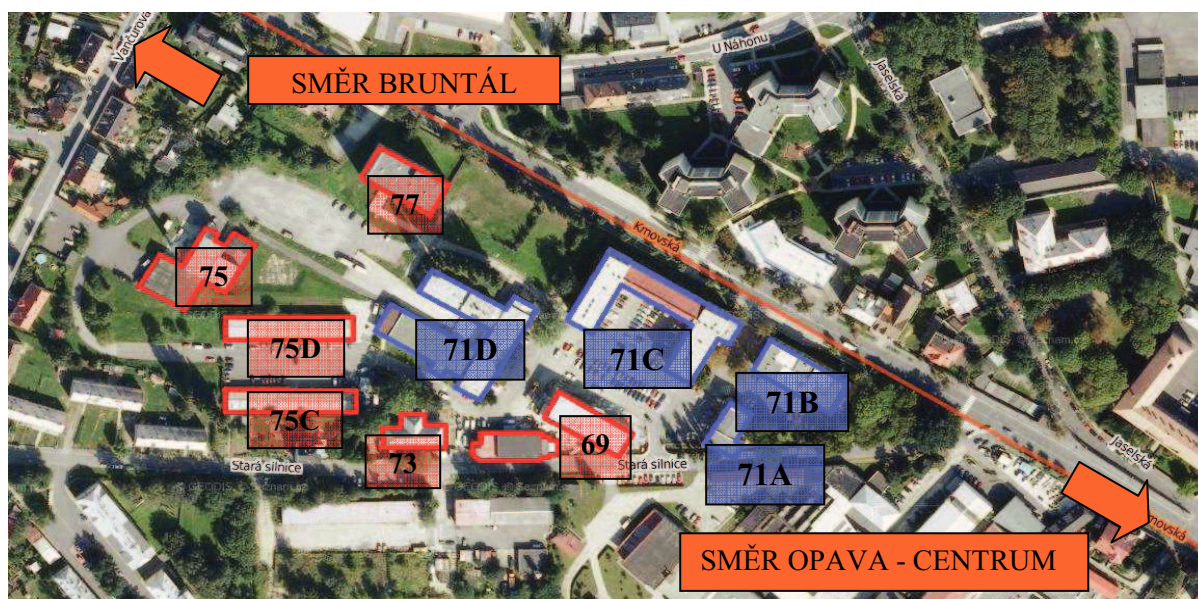 Vančurova
SMĚR BRUNTÁL
U Náhonu
Jaselská
77
Krnovská
75
75D
71D
71C
75C
71B
73
69
71A
Stará silnice
Stará silnice
Jaselská
SMĚR OPAVA - CENTRUM